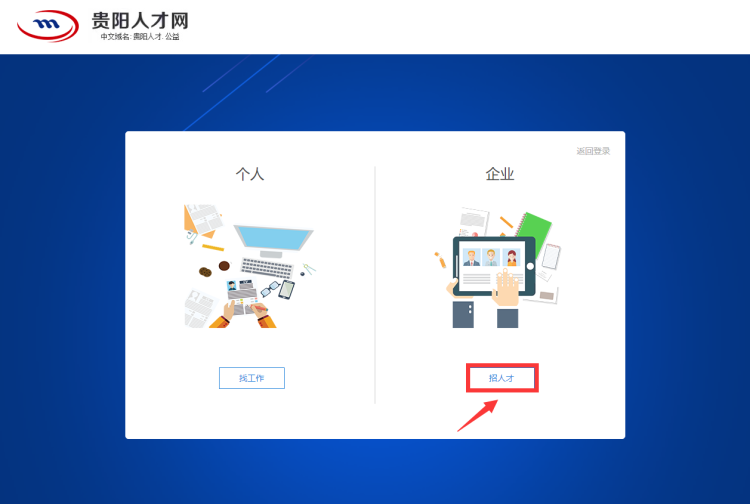 贵阳人才网
中文域名: 贵阳人才. 公益
返回登录
个人
企业
找工作
招人才